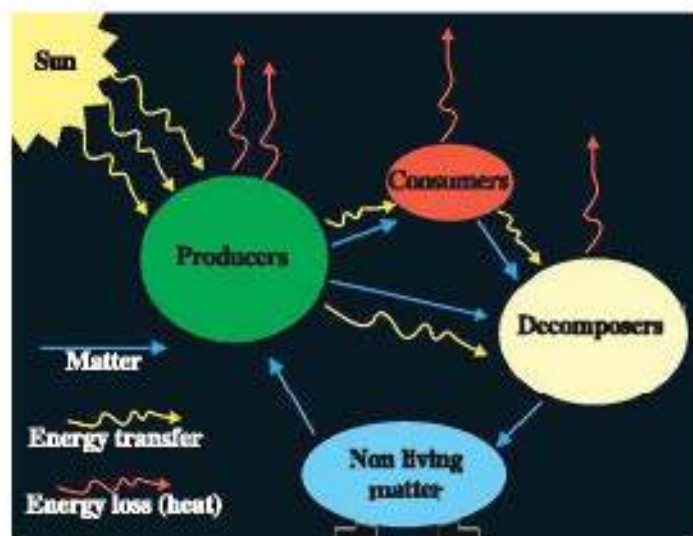 Sun
Consumers
Producers
Decomposers
Matter
Energy transfer
Non living
matter
Energy loss (heat)